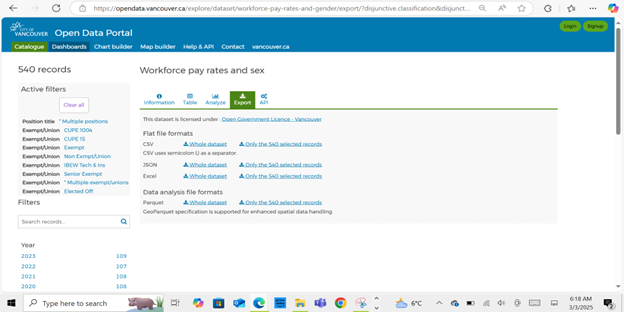 https://opendata.vancouver.ca/explore/dataset/workforce-pay-rates-and-gender/export/?disjunctive.classification&disjunct...
CITY OF VANCOUVER
Open Data Portal
Login
Signup
Catalogue Dashboards Chart builder Map builder Help & API Contact vancouver.ca
540 records
Workforce pay rates and sex
Active filters
Clear all
Position title * Multiple positions
Exempt/Union CUPE 1004
Exempt/Union CUPE 15
Exempt/Union Exempt
Exempt/Union Non Exmpt/Union
Exempt/Union IBEW Tech & Ins
Exempt/Union Senior Exempt
Exempt/Union * Multiple exempt/unions
Exempt/Union Elected Off.
Filters
Search records...
Year
2023 109
2022 107
2021 108
2020 108
Information Table Analyze Export API
This dataset is licensed under : Open Government Licence - Vancouver
Flat file formats
CSV Whole dataset Only the 540 selected records
CSV uses semicolon (;) as a separator.
JSON Whole dataset Only the 540 selected records
Excel Whole dataset Only the 540 selected records
Data analysis file formats
Parquet Whole dataset Only the 540 selected records
GeoParquet specification is supported for enhanced spatial data handling.
Type here to search
6°C
6:18 AM
3/3/2025